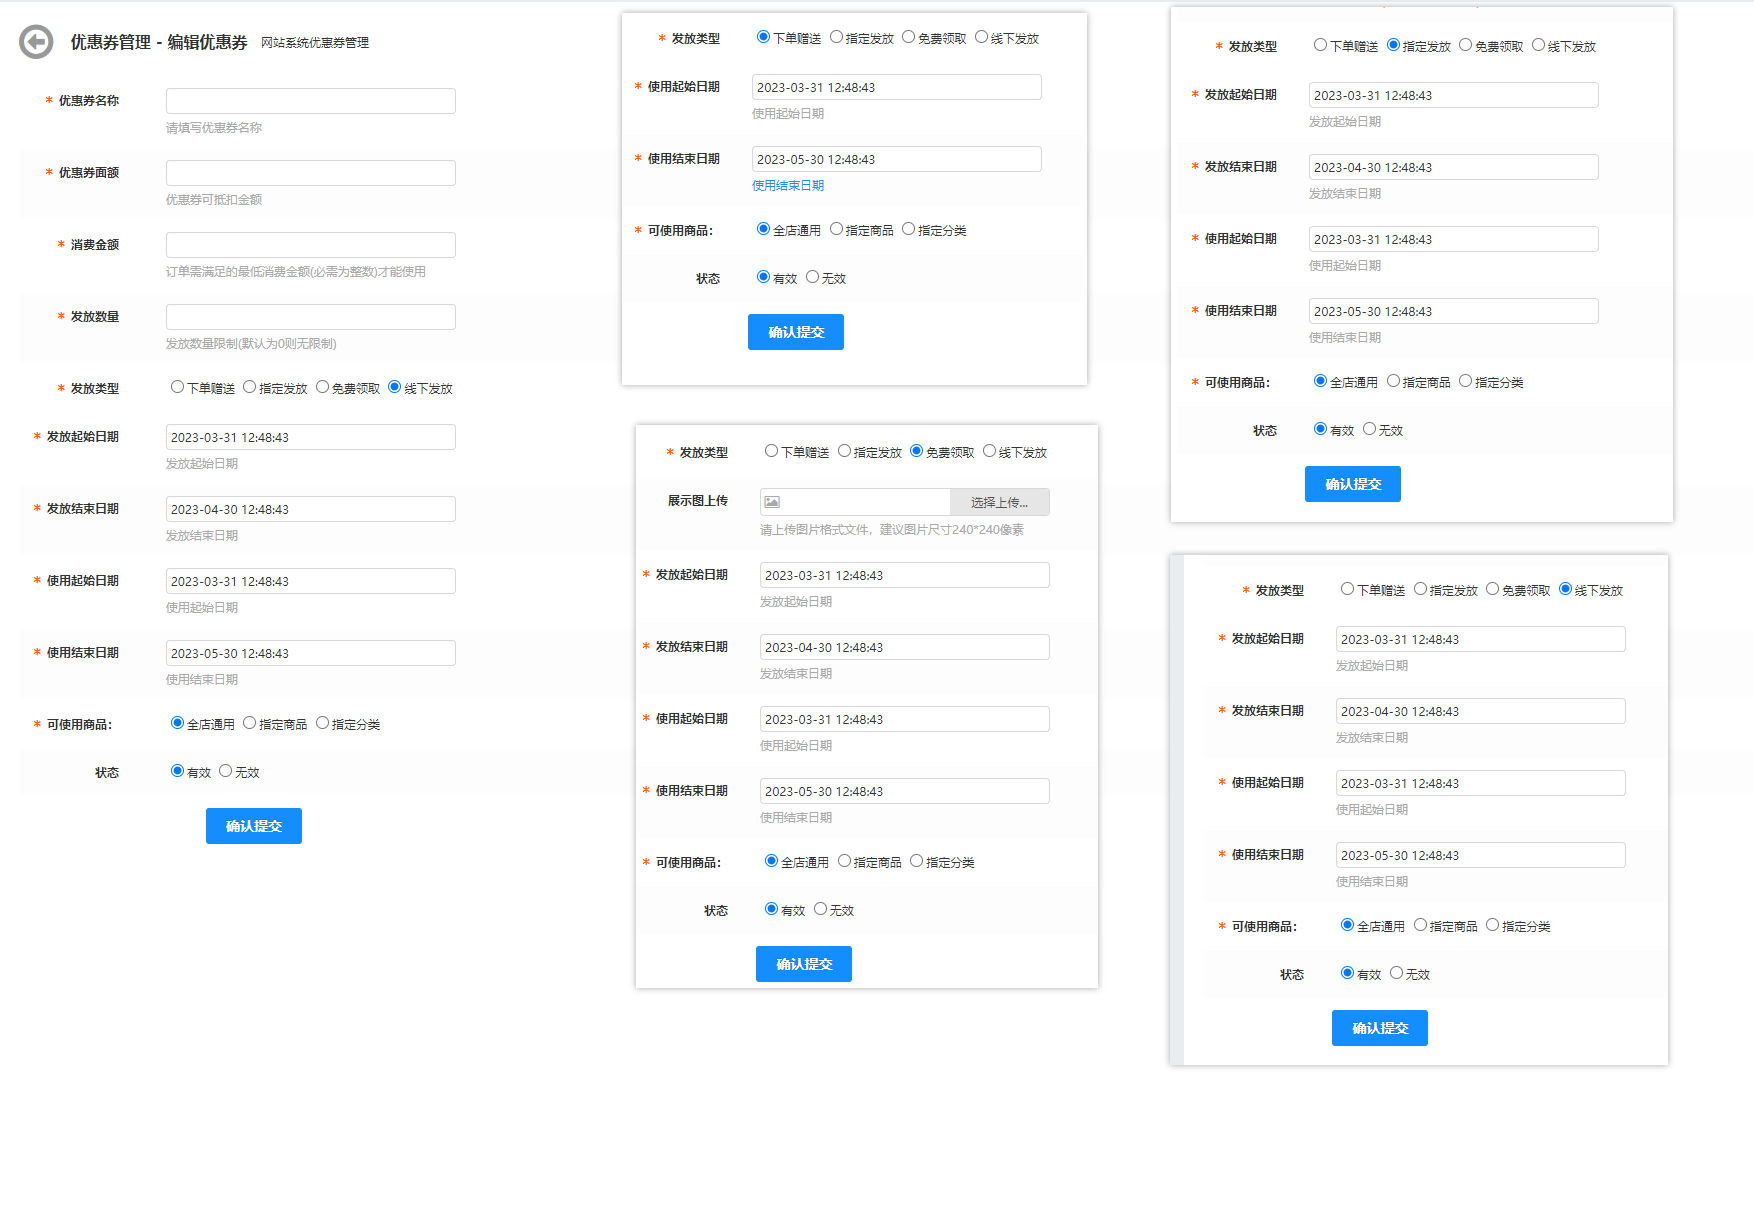 优惠券管理 - 编辑优惠券 网站系统优惠券管理
* 优惠券名称
请填写优惠券名称
* 优惠券面额
优惠券可抵扣金额
* 消费金额
订单需满足的最低消费金额(必需为整数)才能使用
* 发放数量
发放数量限制(默认为0则无限制)
* 发放类型 下单赠送 指定发放 免费领取 线下发放
* 发放起始日期 2023-03-31 12:48:43
发放起始日期
* 发放结束日期 2023-04-30 12:48:43
发放结束日期
* 使用起始日期 2023-03-31 12:48:43
使用起始日期
* 使用结束日期 2023-05-30 12:48:43
使用结束日期
* 可使用商品: 全店通用 指定商品 指定分类
状态 有效 无效
确认提交
* 发放类型 下单赠送 指定发放 免费领取 线下发放
* 使用起始日期 2023-03-31 12:48:43
使用起始日期
* 使用结束日期 2023-05-30 12:48:43
使用结束日期
* 可使用商品: 全店通用 指定商品 指定分类
状态 有效 无效
确认提交
* 发放类型 下单赠送 指定发放 免费领取 线下发放
展示图上传 选择上传...
请上传图片格式文件，建议图片尺寸240*240像素
* 发放起始日期 2023-03-31 12:48:43
发放起始日期
* 发放结束日期 2023-04-30 12:48:43
发放结束日期
* 使用起始日期 2023-03-31 12:48:43
使用起始日期
* 使用结束日期 2023-05-30 12:48:43
使用结束日期
* 可使用商品: 全店通用 指定商品 指定分类
状态 有效 无效
确认提交
* 发放类型 下单赠送 指定发放 免费领取 线下发放
* 发放起始日期 2023-03-31 12:48:43
发放起始日期
* 发放结束日期 2023-04-30 12:48:43
发放结束日期
* 使用起始日期 2023-03-31 12:48:43
使用起始日期
* 使用结束日期 2023-05-30 12:48:43
使用结束日期
* 可使用商品: 全店通用 指定商品 指定分类
状态 有效 无效
确认提交
* 发放类型 下单赠送 指定发放 免费领取 线下发放
* 发放起始日期 2023-03-31 12:48:43
发放起始日期
* 发放结束日期 2023-04-30 12:48:43
发放结束日期
* 使用起始日期 2023-03-31 12:48:43
使用起始日期
* 使用结束日期 2023-05-30 12:48:43
使用结束日期
* 可使用商品: 全店通用 指定商品 指定分类
状态 有效 无效
确认提交